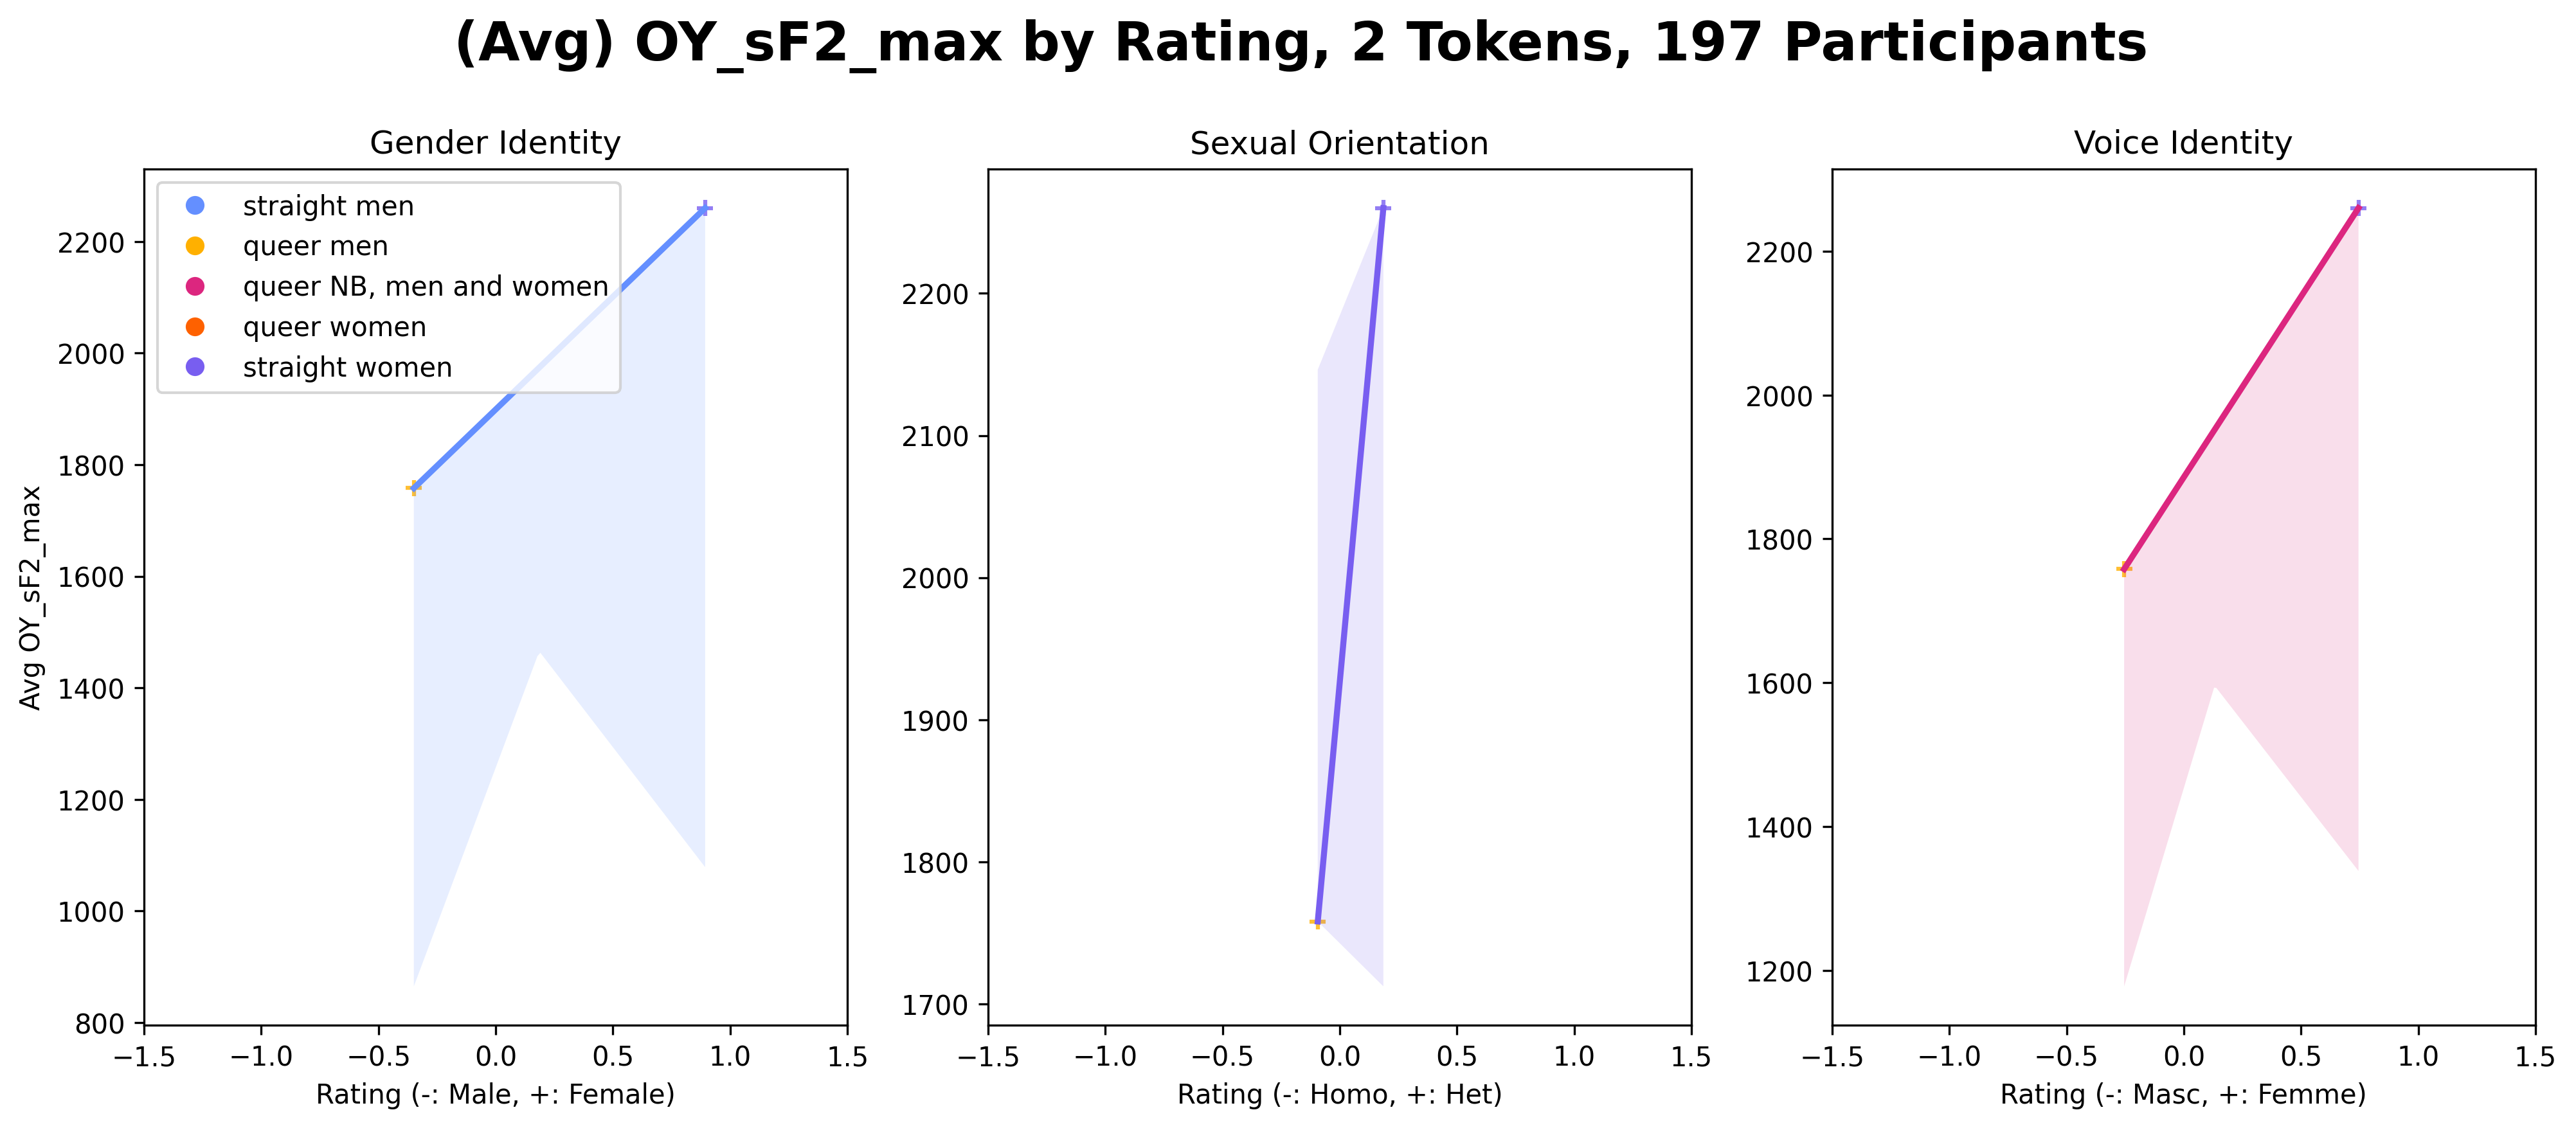 (Avg) OY_sF2_max by Rating, 2 Tokens, 197 Participants
Gender Identity
straight men
queer men
queer NB, men and women
queer women
straight women
Avg OY_sF2_max
2200
2000
1800
1600
1400
1200
1000
800
−1.5 −1.0 −0.5 0.0 0.5 1.0 1.5
Rating (-: Male, +: Female)
Sexual Orientation
2200
2100
2000
1900
1800
1700
−1.5 −1.0 −0.5 0.0 0.5 1.0 1.5
Rating (-: Homo, +: Het)
Voice Identity
2200
2000
1800
1600
1400
1200
−1.5 −1.0 −0.5 0.0 0.5 1.0 1.5
Rating (-: Masc, +: Femme)